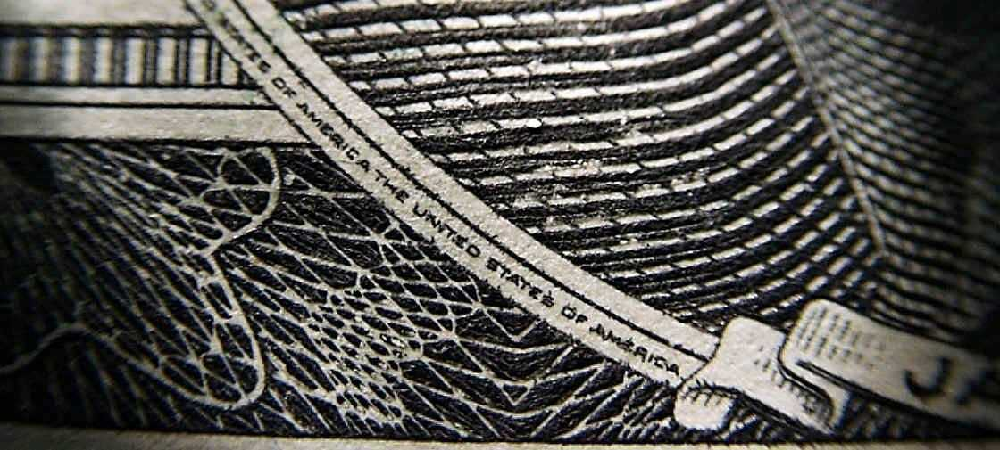 STATES OF AMERICA THE UNITED STATES OF AMERICA
J.